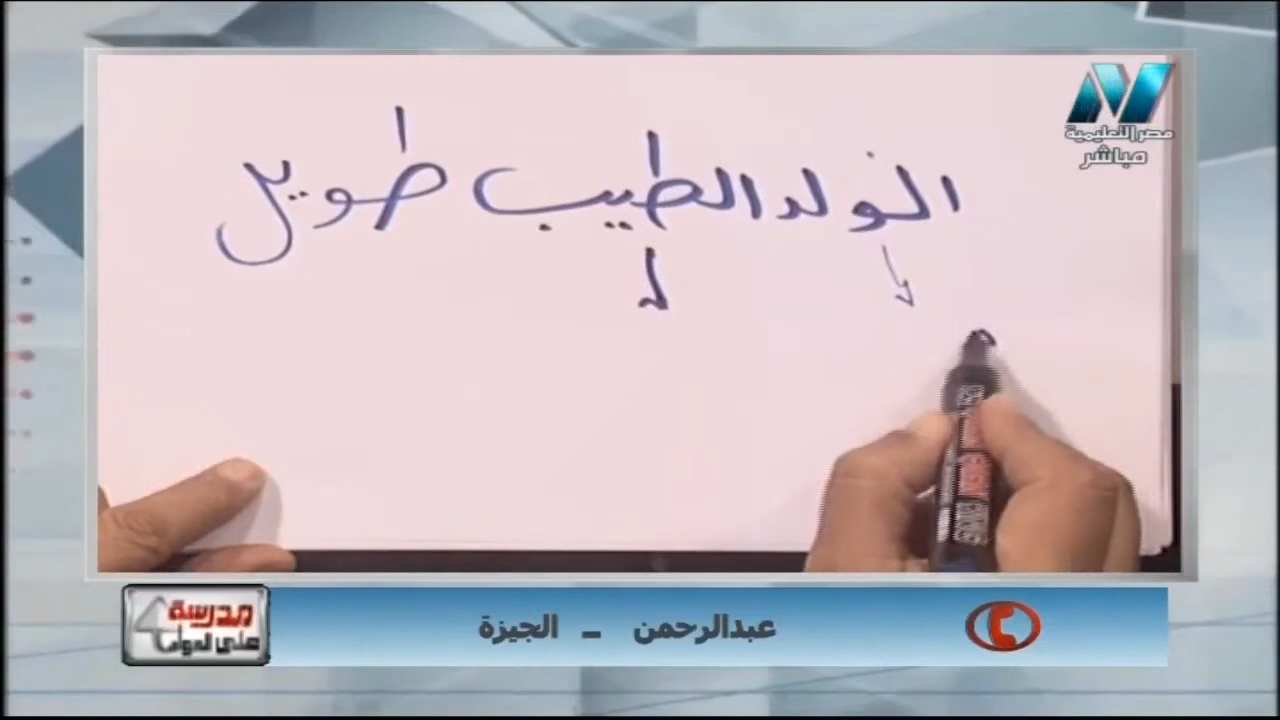 مصر التعليمية
مباشر
الولد الطيب طويل
عبدالرحمن – الجيزة
مدرسة
على الهواء